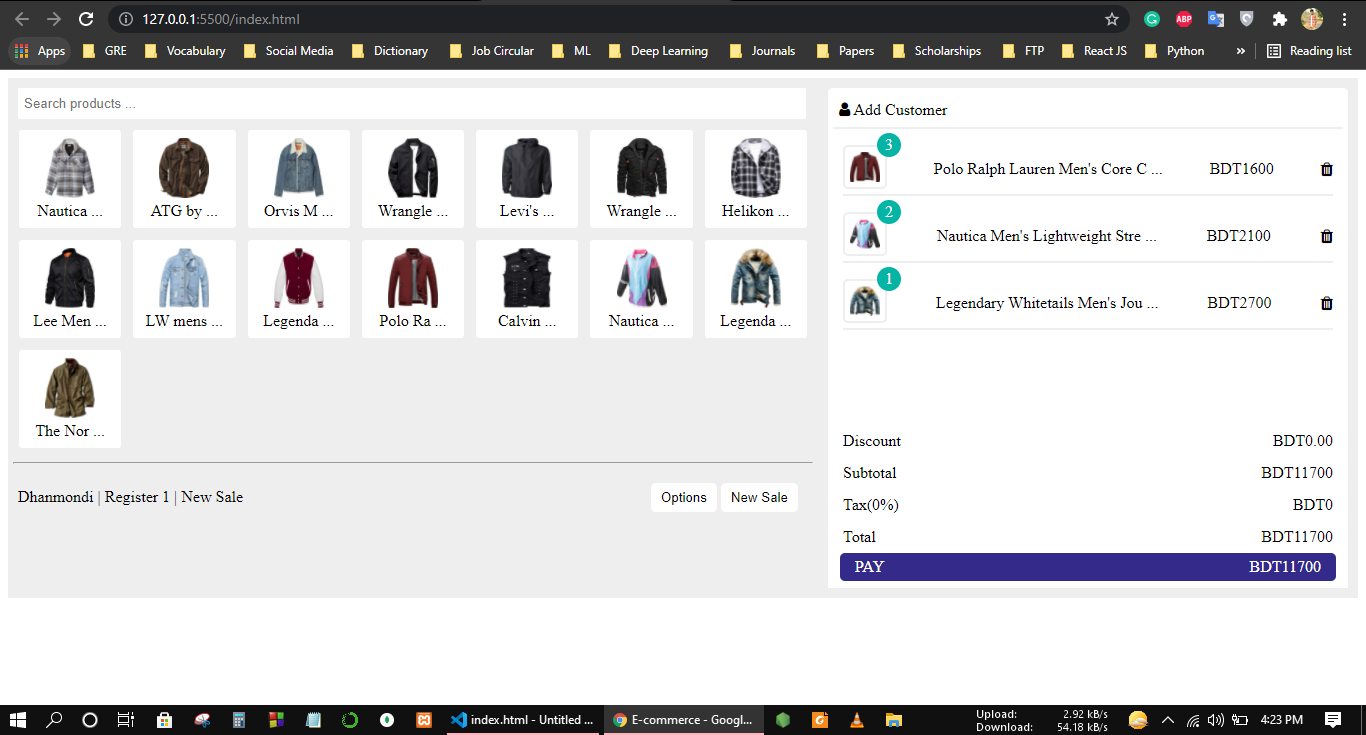 127.0.0.1:5500/index.html
ABP
Apps GRE Vocabulary Social Media Dictionary Job Circular ML Deep Learning Journals Papers Scholarships FTP React JS Python » Reading list
Search products ...
Nautica ... ATG by ... Orvis M ... Wrangle ... Levi's ... Wrangle ... Helikon ...
Lee Men ... LW mens ... Legenda ... Polo Ra ... Calvin ... Nautica ... Legenda ...
The Nor ...
Dhanmondi | Register 1 | New Sale
Options
New Sale
Add Customer
3
Polo Ralph Lauren Men's Core C ... BDT1600
2
Nautica Men's Lightweight Stre ... BDT2100
1
Legendary Whitetails Men's Jou ... BDT2700
Discount BDT0.00
Subtotal BDT11700
Tax(0%) BDT0
Total BDT11700
PAY BDT11700
index.html - Untitled ...
E-commerce - Googl...
Upload: 2.92 kB/s
Download: 54.18 kB/s
4:23 PM